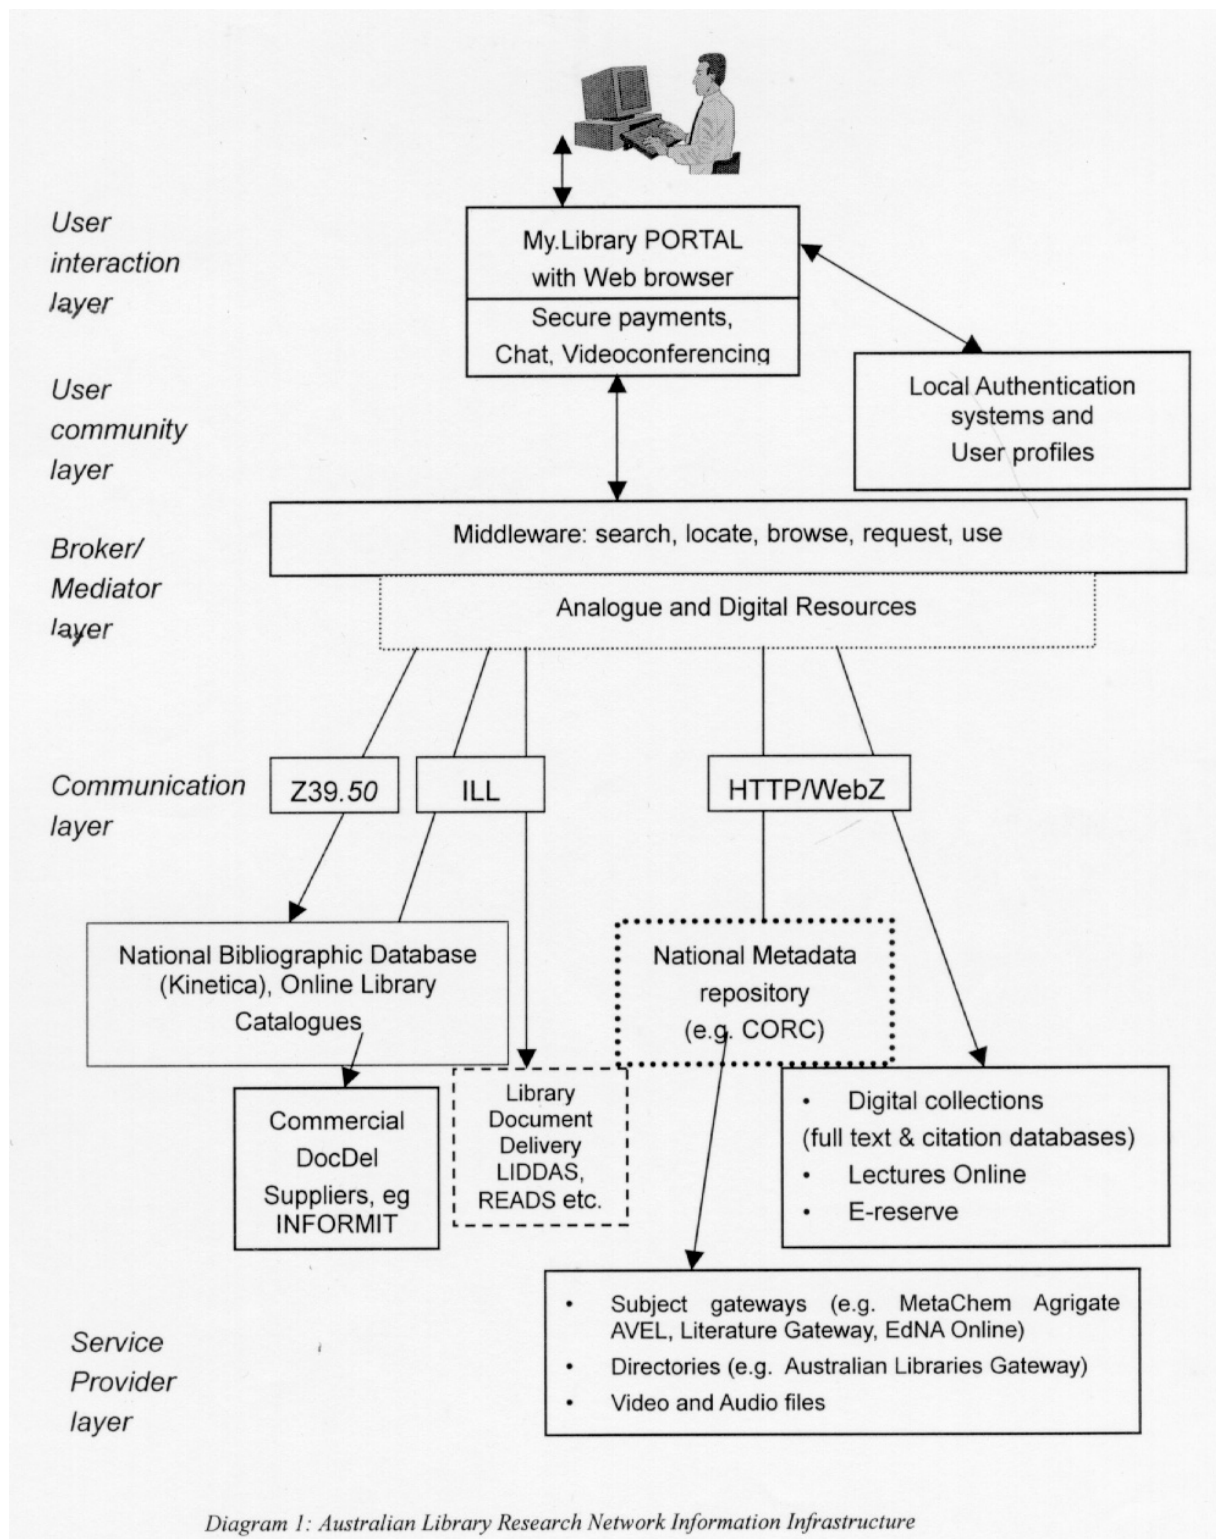 User
interaction
layer
My.Library PORTAL
with Web browser
Secure payments,
Chat, Videoconferencing
User
community
layer
Local Authentication
systems and
User profiles
Broker/
Mediator
layer
Middleware: search, locate, browse, request, use
Analogue and Digital Resources
Communication
layer
Z39.50
ILL
HTTP/WebZ
National Bibliographic Database
(Kinetica), Online Library
Catalogues
National Metadata
repository
(e.g. CORC)
Commercial
DocDel
Suppliers, eg
INFORMIT
Library
Document
Delivery
LIDDAS,
READS etc.
• Digital collections
(full text & citation databases)
• Lectures Online
• E-reserve
Service
Provider
layer
• Subject gateways (e.g. MetaChem Agrigate
AVEL, Literature Gateway, EdNA Online)
• Directories (e.g. Australian Libraries Gateway)
• Video and Audio files
Diagram 1: Australian Library Research Network Information Infrastructure